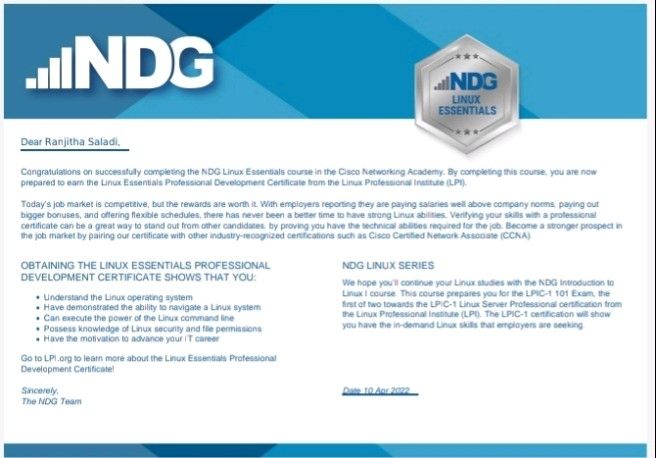 NDG
NDG
LINUX
ESSENTIALS
Dear Ranjitha Saladi,
Congratulations on successfully completing the NDG Linux Essentials course in the Cisco Networking Academy. By completing this course, you are now
prepared to earn the Linux Essentials Professional Development Certificate from the Linux Professional Institute (LPI).
Today's job market is competitive, but the rewards are worth it. With employers reporting they are paying salaries well above company norms, paying out
bigger bonuses, and offering flexible schedules, there has never been a better time to have strong Linux abilities. Verifying your skills with a professional
certificate can be a great way to stand out from other candidates, by proving you have the technical abilities required for the job. Become a stronger prospect in
the job market by pairing our certificate with other industry-recognized certifications such as Cisco Certified Network Associate (CCNA).
OBTAINING THE LINUX ESSENTIALS PROFESSIONAL
DEVELOPMENT CERTIFICATE SHOWS THAT YOU:
• Understand the Linux operating system
• Have demonstrated the ability to navigate a Linux system
• Can execute the power of the Linux command line
• Possess knowledge of Linux security and file permissions
• Have the motivation to advance your IT career
Go to LPI.org to learn more about the Linux Essentials Professional
Development Certificate!
Sincerely,
The NDG Team
NDG LINUX SERIES
We hope you'll continue your Linux studies with the NDG Introduction to
Linux I course. This course prepares you for the LPIC-1 101 Exam, the
first of two towards the LPIC-1 Linux Server Professional certification from
the Linux Professional Institute (LPI). The LPIC-1 certification will show
you have the in-demand Linux skills that employers are seeking.
Date 10 Apr 2022